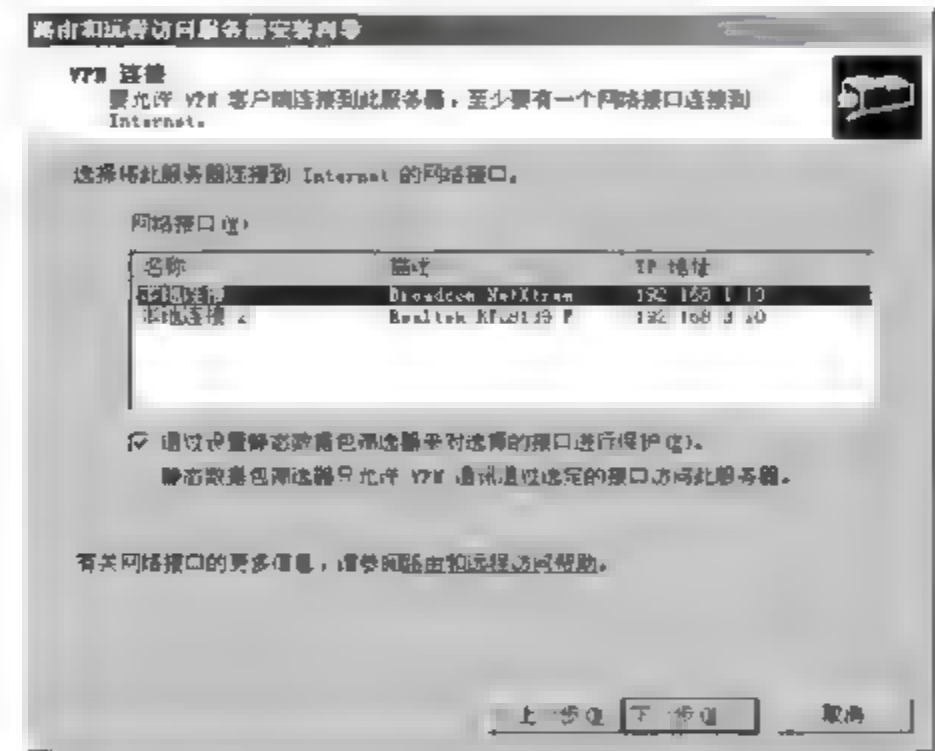 路由和远程访问服务器安装向导
VPN 连接
要允许 VPN 客户端连接到此服务器，至少要有一个网络接口连接到
Internet。
选择将此服务器连接到 Internet 的网络接口。
网络接口(W):
名称 描述 IP 地址
本地连接 Broadcom NetXtrem 192.168.1.10
本地连接 2 Realtek RTL8139 F
通过设置静态数据包筛选器来对选择的接口进行保护(E)。
静态数据包筛选器只允许 VPN 通讯通过选定的接口访问此服务器。
有关网络接口的更多信息，请参阅路由和远程访问帮助。
上一步 下一步 取消